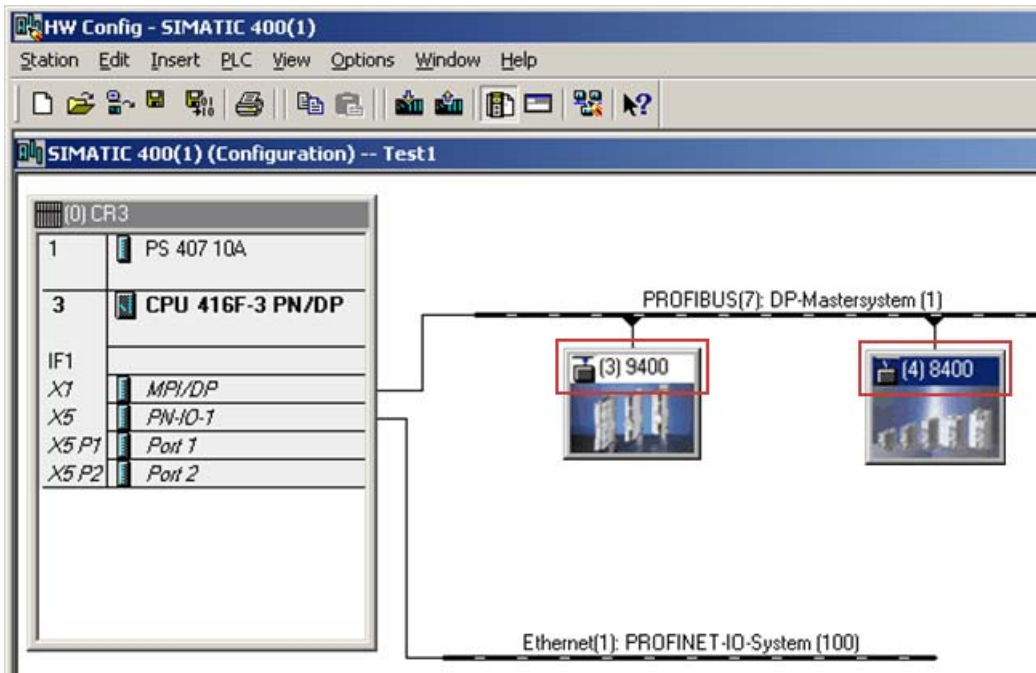 HW Config - SIMATIC 400(1)
Station Edit Insert PLC View Options Window Help
SIMATIC 400(1) (Configuration) -- Test1
(0) CR3
1 PS 407 10A
3 CPU 416F-3 PN/DP
IF1
X1 MPI/DP
X5 PN-IO-1
X5 P1 Port 1
X5 P2 Port 2
PROFIBUS(7): DP-Mastersystem (1)
(3) 9400
(4) 8400
Ethernet(1): PROFINET-IO-System (100)